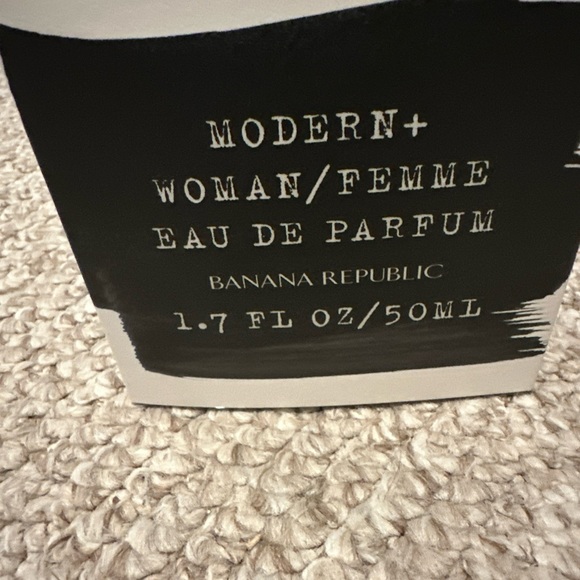 MODERN+
WOMAN/FEMME
EAU DE PARFUM
BANANA REPUBLIC
1.7 FL OZ/50ML